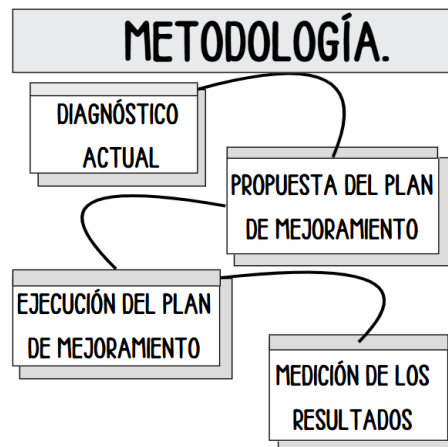 METODOLOGÍA.
DIAGNÓSTICO
ACTUAL
PROPUESTA DEL PLAN
DE MEJORAMIENTO
EJECUCIÓN DEL PLAN
DE MEJORAMIENTO
MEDICIÓN DE LOS
RESULTADOS